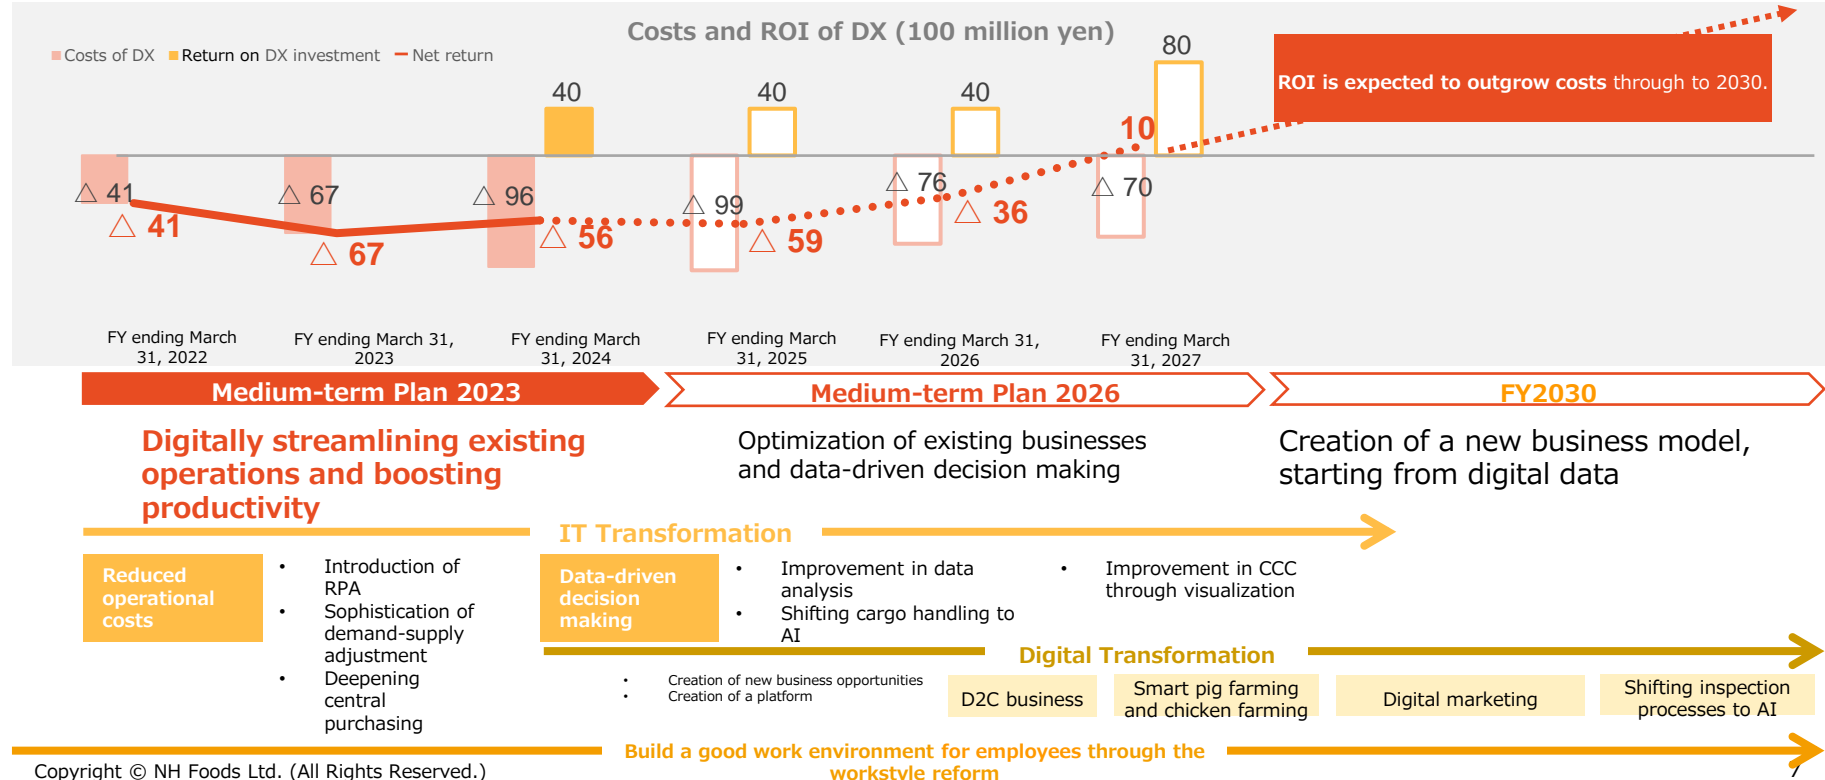 Costs and ROI of DX (100 million yen)
Costs of DX Return on DX investment Net return
40
40
40
80
ROI is expected to outgrow costs through to 2030.
10
△ 41
△ 67
△ 96
△ 99
△ 76
△ 70
△ 41
△ 67
△ 56
△ 59
△ 36
FY ending March
31, 2022
FY ending March 31,
2023
FY ending March
31, 2024
FY ending March
31, 2025
FY ending March 31,
2026
FY ending March
31, 2027
Medium-term Plan 2023
Medium-term Plan 2026
FY2030
Digitally streamlining existing
operations and boosting
productivity
Optimization of existing businesses
and data-driven decision making
Creation of a new business model,
starting from digital data
IT Transformation
Reduced
operational
costs
• Introduction of
RPA
• Sophistication of
demand-supply
adjustment
• Deepening
central
purchasing
Data-driven
decision
making
• Improvement in data
analysis
• Shifting cargo handling to
AI
• Improvement in CCC
through visualization
Digital Transformation
• Creation of new business opportunities
• Creation of a platform
D2C business
Smart pig farming
and chicken farming
Digital marketing
Shifting inspection
processes to AI
Build a good work environment for employees through the
workstyle reform
Copyright © NH Foods Ltd. (All Rights Reserved.)
7